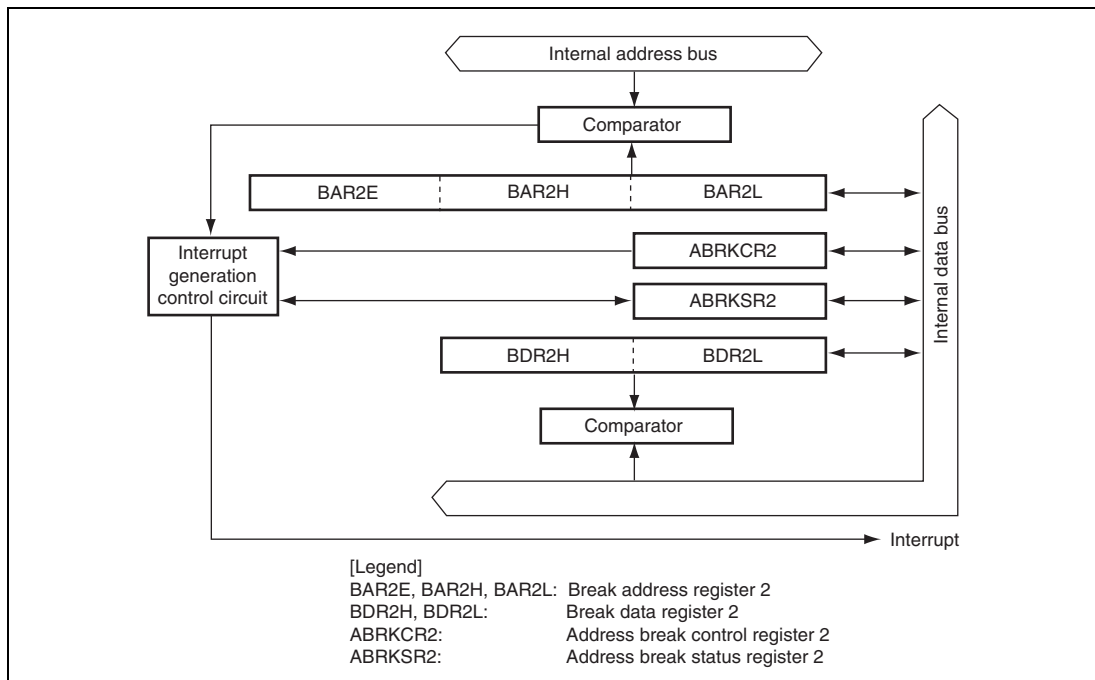 Internal address bus
Comparator
BAR2E
BAR2H
BAR2L
Interrupt
generation
control circuit
ABRKCR2
ABRKSR2
Internal data bus
BDR2H
BDR2L
Comparator
Interrupt
[Legend]
BAR2E, BAR2H, BAR2L: Break address register 2
BDR2H, BDR2L: Break data register 2
ABRKCR2: Address break control register 2
ABRKSR2: Address break status register 2